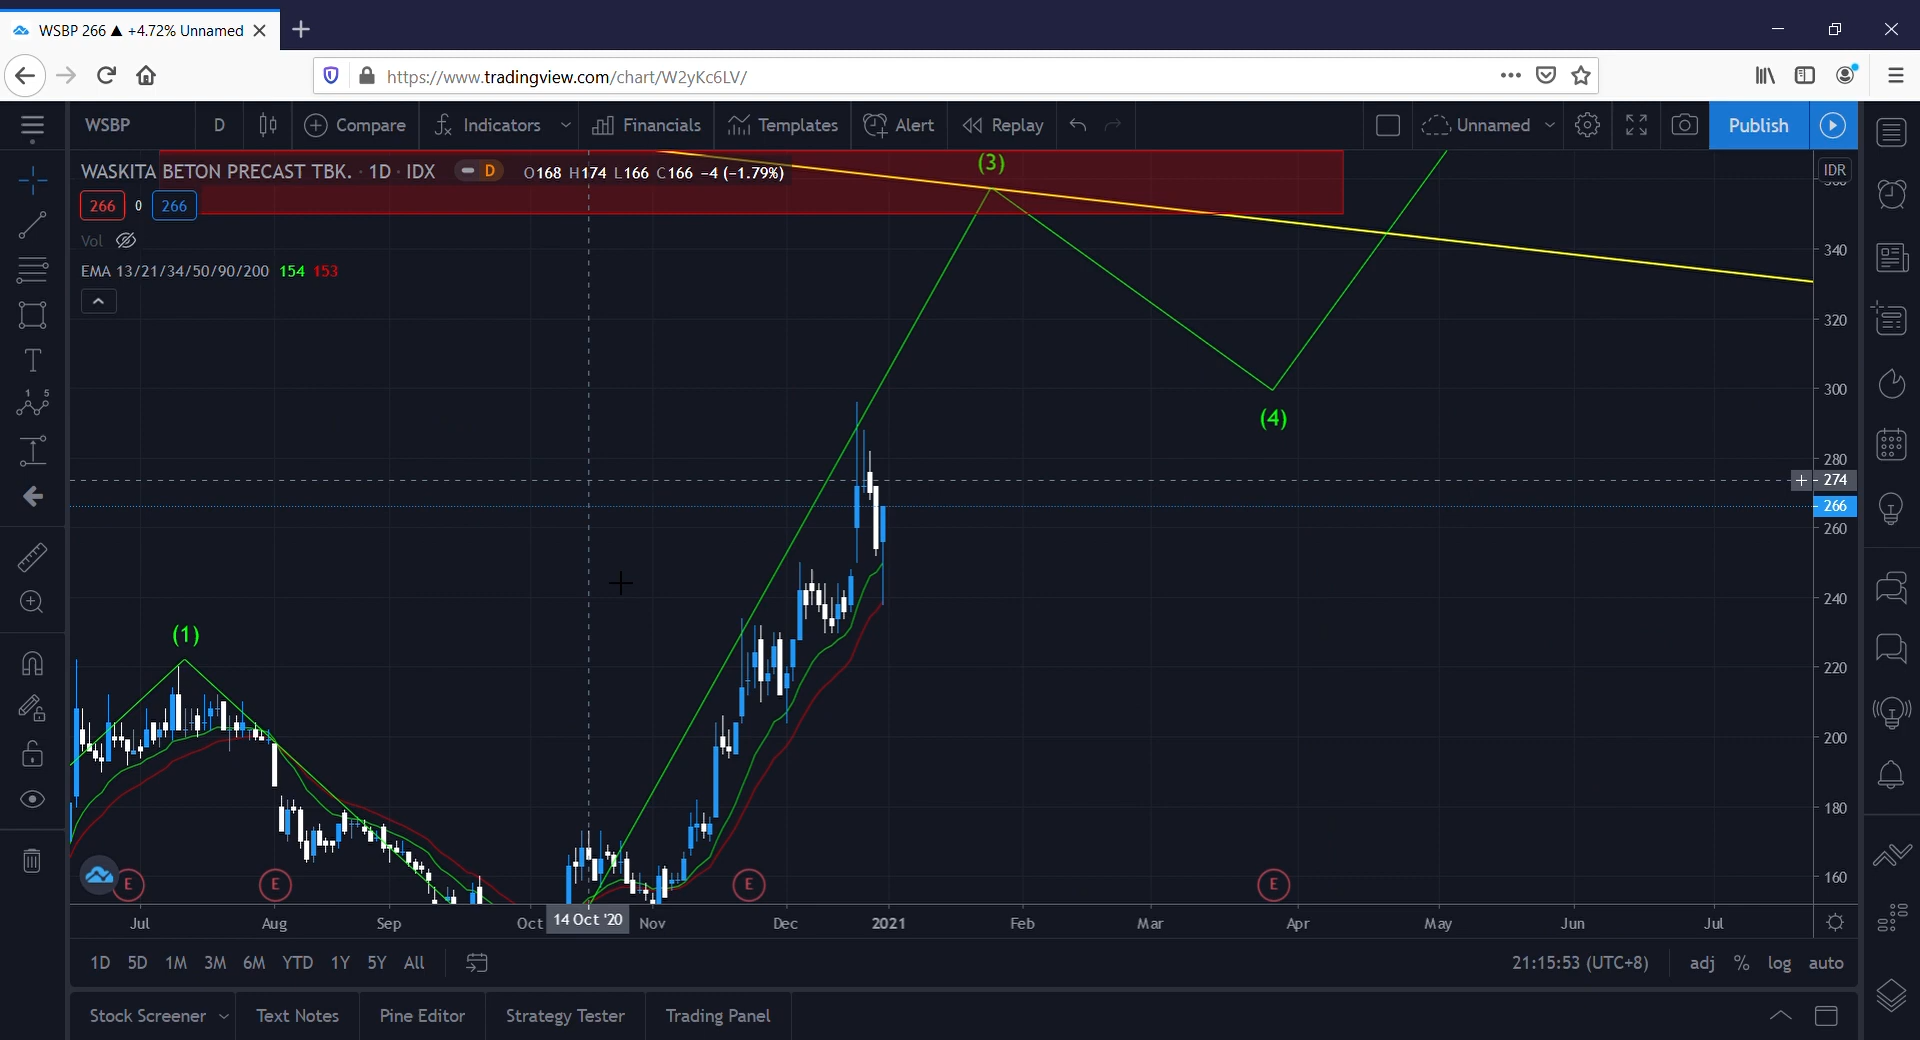 WSBP 266 ▲ +4.72% Unnamed
https://www.tradingview.com/chart/W2yKc6LV/
WSBP D Compare Indicators Financials Templates Alert Replay Unnamed Publish
WASKITA BETON PRECAST TBK. · 1D · IDX D O168 H174 L166 C166 −4 (−1.79%)
IDR
266 0 266
Vol
EMA 13/21/34/50/90/200 154 153
(1)
(3)
(4)
340
320
300
280
274
266
260
240
220
200
180
160
E E E E
Jul Aug Sep Oct 14 Oct '20 Nov Dec 2021 Feb Mar Apr May Jun Jul
1D 5D 1M 3M 6M YTD 1Y 5Y All 21:15:53 (UTC+8) adj % log auto
Stock Screener Text Notes Pine Editor Strategy Tester Trading Panel